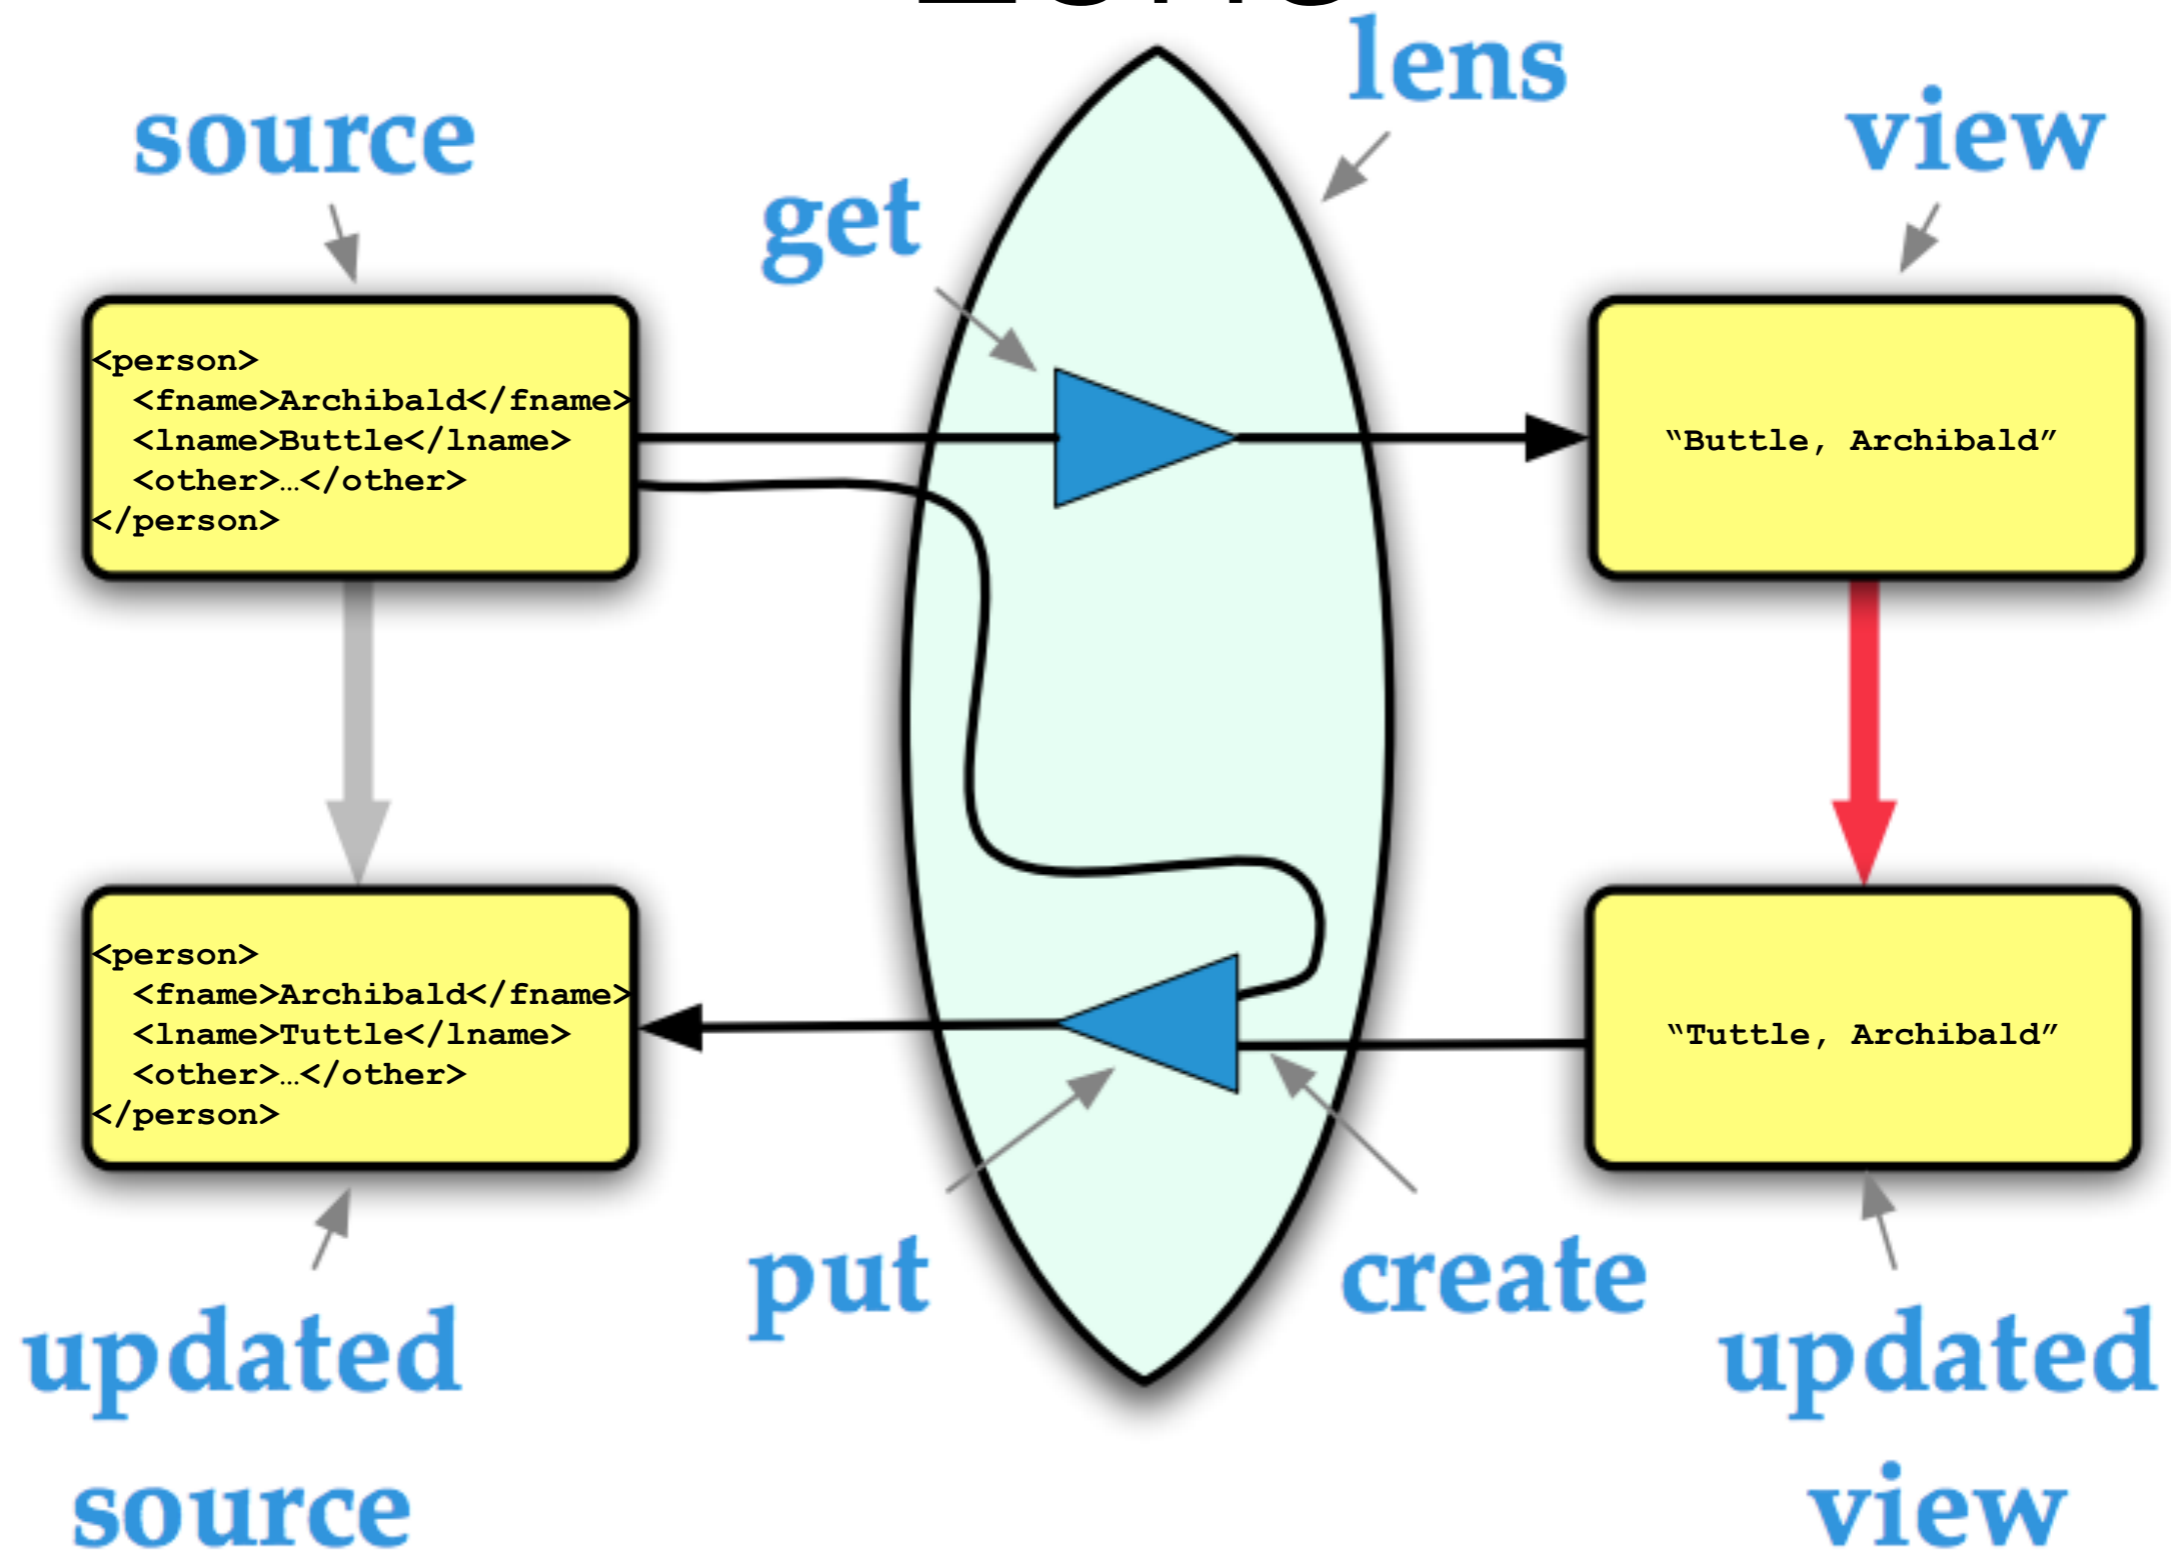 lens
source
view
get
<person>
  <fname>Archibald</fname>
  <lname>Buttle</lname>
  <other>…</other>
</person>
“Buttle, Archibald”
<person>
  <fname>Archibald</fname>
  <lname>Tuttle</lname>
  <other>…</other>
</person>
“Tuttle, Archibald”
put
create
updated
source
updated
view